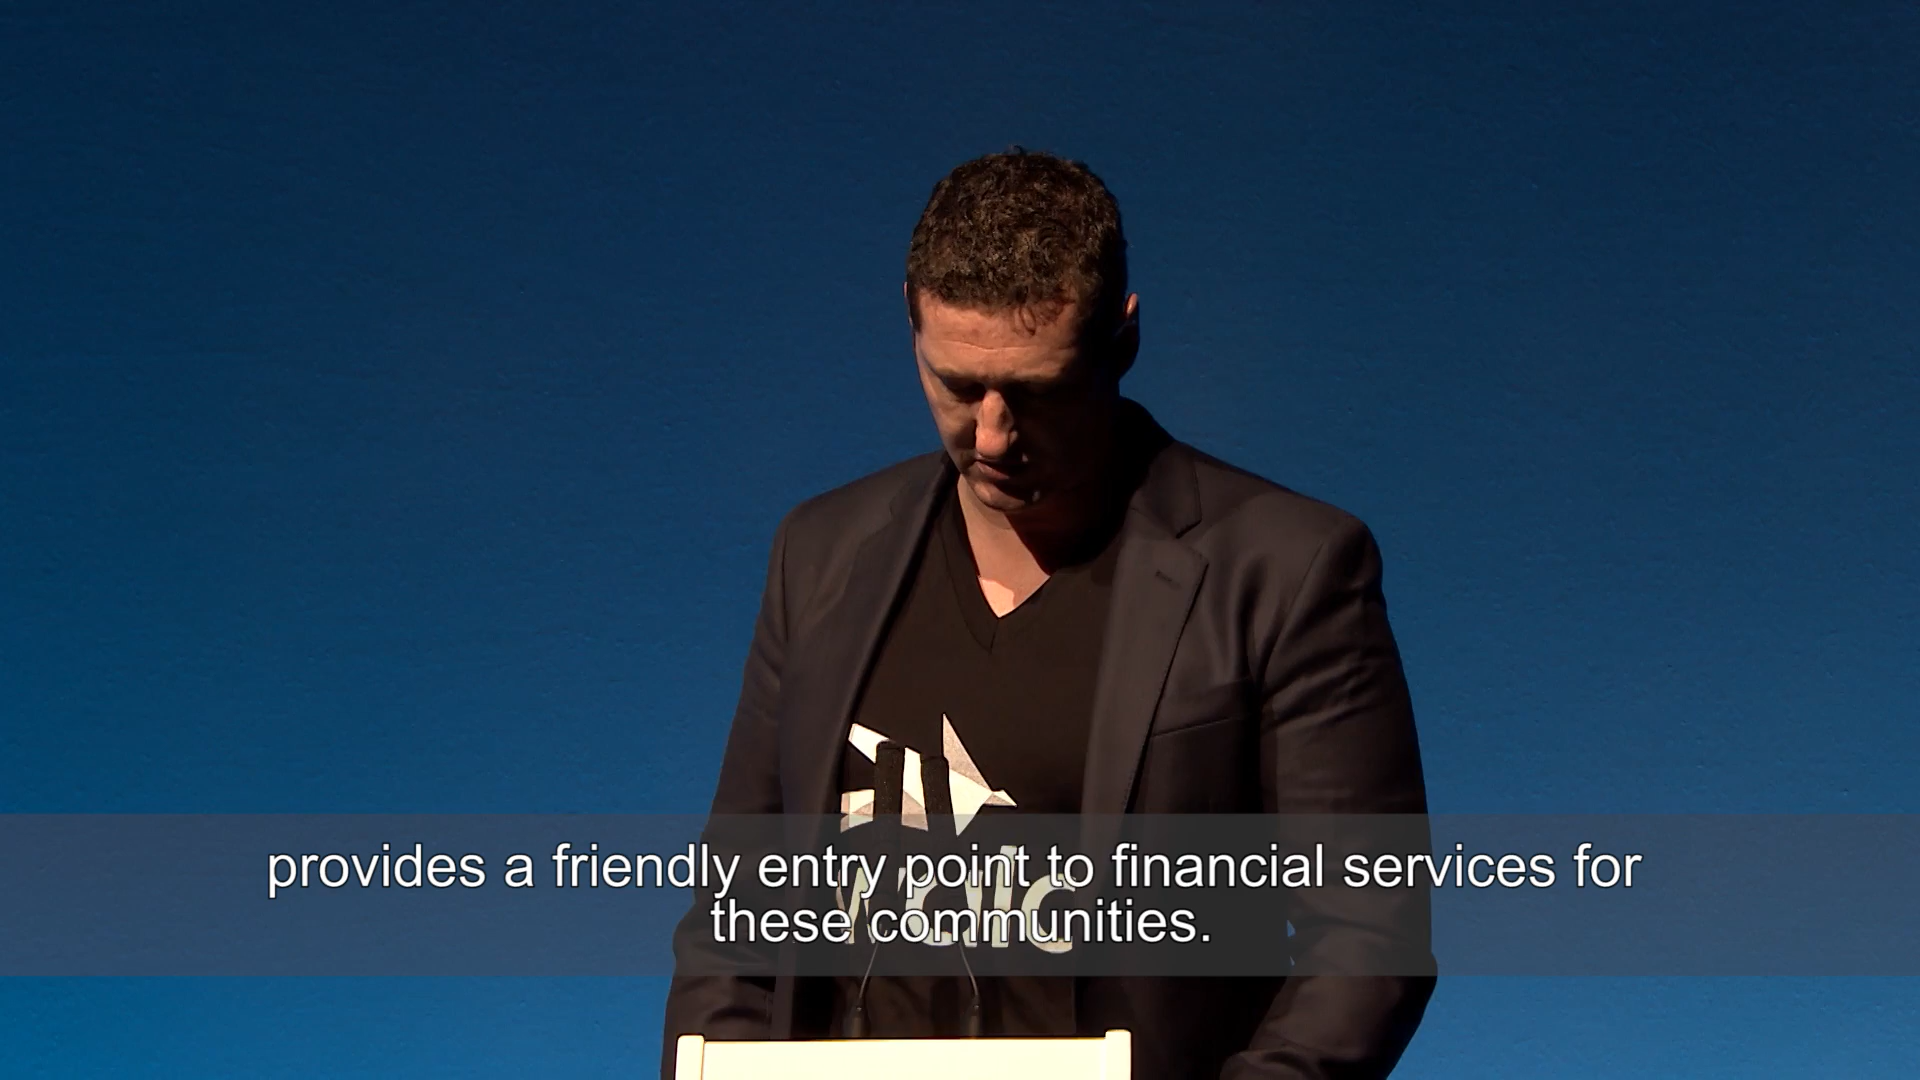 provides a friendly entry point to financial services for
these communities.